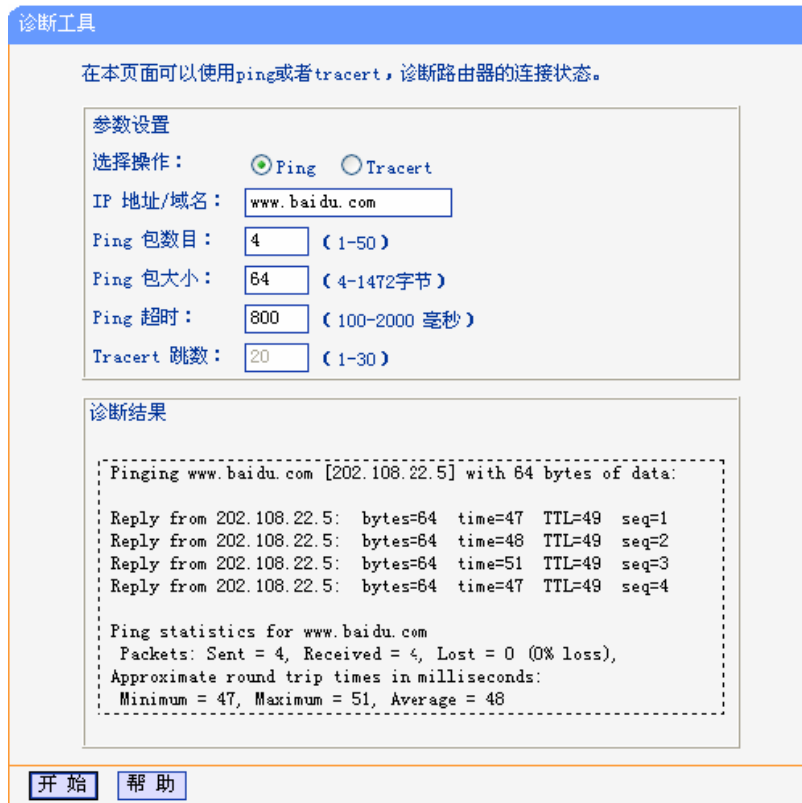 诊断工具
在本页面可以使用ping或者tracert，诊断路由器的连接状态。
参数设置
选择操作： Ping Tracert
IP 地址/域名： www.baidu.com
Ping 包数目： 4 （1-50）
Ping 包大小： 64 （4-1472字节）
Ping 超时： 800 （100-2000 毫秒）
Tracert 跳数： 20 （1-30）
诊断结果
Pinging www.baidu.com [202.108.22.5] with 64 bytes of data:
Reply from 202.108.22.5: bytes=64 time=47 TTL=49 seq=1
Reply from 202.108.22.5: bytes=64 time=48 TTL=49 seq=2
Reply from 202.108.22.5: bytes=64 time=51 TTL=49 seq=3
Reply from 202.108.22.5: bytes=64 time=47 TTL=49 seq=4
Ping statistics for www.baidu.com
Packets: Sent = 4, Received = 4, Lost = 0 (0% loss),
Approximate round trip times in milliseconds:
Minimum = 47, Maximum = 51, Average = 48
开 始 帮 助